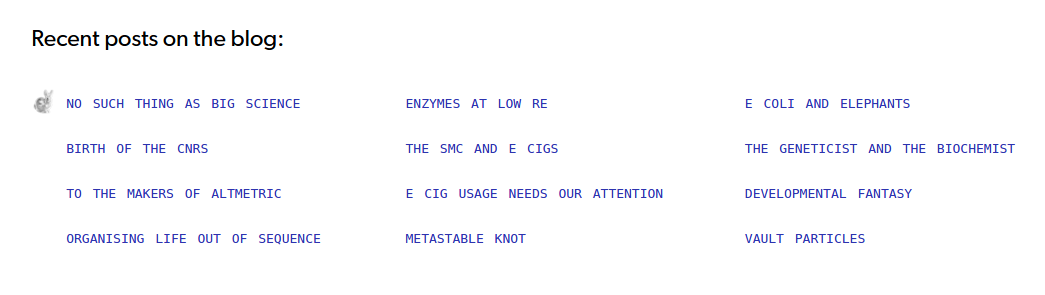 Recent posts on the blog:
NO SUCH THING AS BIG SCIENCE
ENZYMES AT LOW RE
E COLI AND ELEPHANTS
BIRTH OF THE CNRS
THE SMC AND E CIGS
THE GENETICIST AND THE BIOCHEMIST
TO THE MAKERS OF ALTMETRIC
E CIG USAGE NEEDS OUR ATTENTION
DEVELOPMENTAL FANTASY
ORGANISING LIFE OUT OF SEQUENCE
METASTABLE KNOT
VAULT PARTICLES